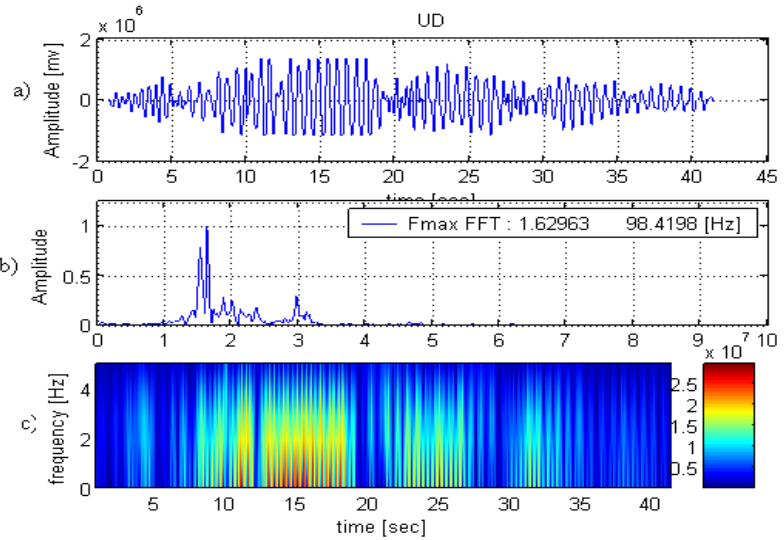 x 10^6
UD
a)
Amplitude [mv]
2
0
-2
0 5 10 15 20 25 30 35 40 45
time [sec]
b)
Amplitude
1
0.5
0
Fmax FFT : 1.62963 98.4198 [Hz]
0 1 2 3 4 5 6 7 8 9 10
x 10^7
c)
frequency [Hz]
4
2
0
2.5
2
1.5
1
0.5
5 10 15 20 25 30 35 40
time [sec]